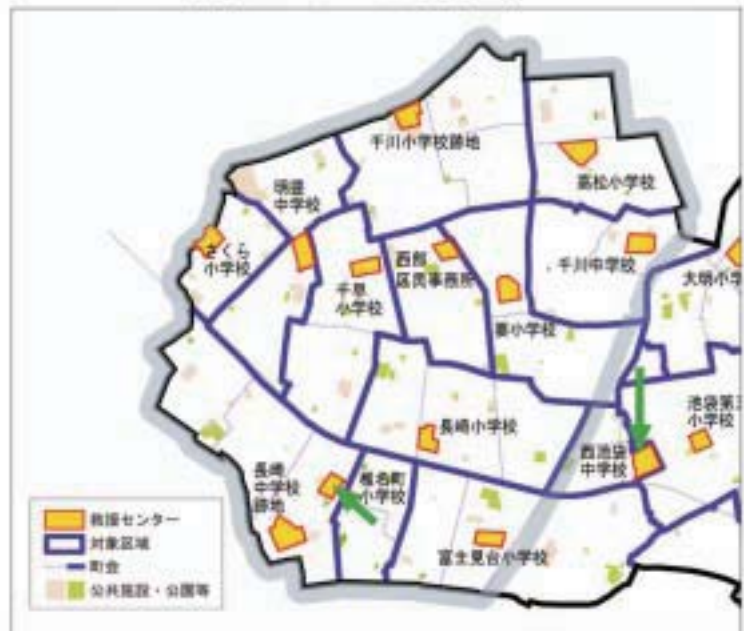 千川小学校跡地
高松小学校
明豊
中学校
さくら
小学校
千早
小学校
西部
区民事務所
千川中学校
大明小学
要小学校
長崎小学校
西池袋
中学校
池袋第三
小学校
長崎
中学校
跡地
椎名町
小学校
富士見台小学校
救援センター
対象区域
町会
公共施設・公園等